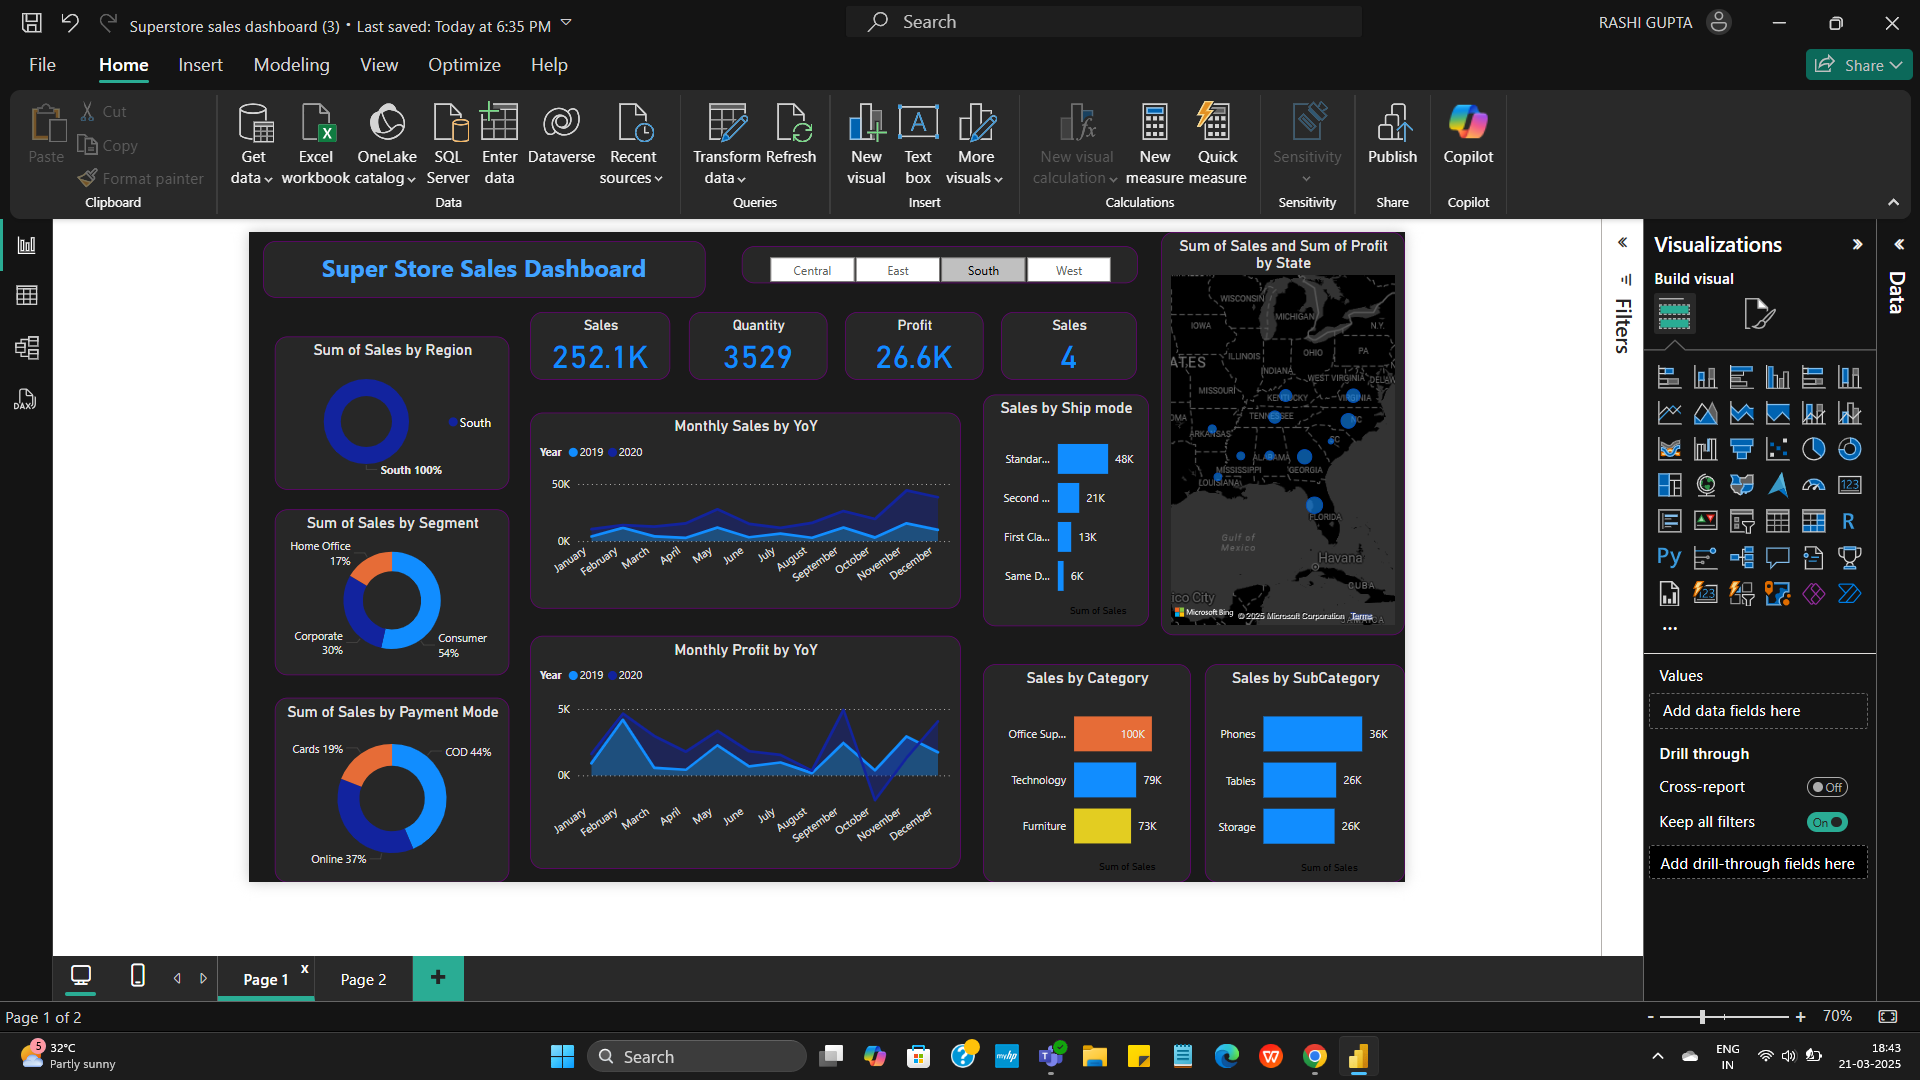 Superstore sales dashboard (3) • Last saved: Today at 6:35 PM
Search
RASHI GUPTA
File Home Insert Modeling View Optimize Help
Share
Paste
Cut
Copy
Format painter
Clipboard
Get data
Excel workbook
OneLake catalog
SQL Server
Enter data
Dataverse
Recent sources
Data
Transform data
Refresh
Queries
New visual
Text box
More visuals
Insert
New visual calculation
New measure
Quick measure
Calculations
Sensitivity
Sensitivity
Publish
Share
Copilot
Copilot
Super Store Sales Dashboard
Central East South West
Sales
252.1K
Quantity
3529
Profit
26.6K
Sales
4
Sum of Sales by Region
South
South 100%
Sum of Sales by Segment
Home Office
17%
Corporate
30%
Consumer
54%
Sum of Sales by Payment Mode
Cards 19%
COD 44%
Online 37%
Monthly Sales by YoY
Year 2019 2020
50K
0K
January February March April May June July August September October November December
Monthly Profit by YoY
Year 2019 2020
5K
0K
January February March April May June July August September October November December
Sales by Ship mode
Standar... 48K
Second ... 21K
First Cla... 13K
Same D... 6K
Sum of Sales
Sum of Sales and Sum of Profit
by State
WISCONSIN
MICHIGAN
N.Y.
IOWA
ILLINOIS
OHIO
PA
ATES
INDIANA
WEST VIRGINIA
DELAW
MISSOURI
KENTUCKY
VIRGINIA
OMA
TENNESSEE
NC
ARKANSAS
SC
MISSISSIPPI
ALABAMA
GEORGIA
LOUISIANA
FLORIDA
Gulf of
Mexico
Havana
CUBA
ico City
Microsoft Bing
© 2025 Microsoft Corporation Terms
JAMAICA
Sales by Category
Office Sup... 100K
Technology 79K
Furniture 73K
Sum of Sales
Sales by SubCategory
Phones 36K
Tables 26K
Storage 26K
Sum of Sales
Filters
Visualizations
Build visual
123
R
Py
123
...
Values
Add data fields here
Drill through
Cross-report Off
Keep all filters On
Add drill-through fields here
Data
DAX
Page 1 x
Page 2
+
Page 1 of 2
- + 70%
5
32°C
Partly sunny
Search
myhp
ENG
IN
18:43
21-03-2025